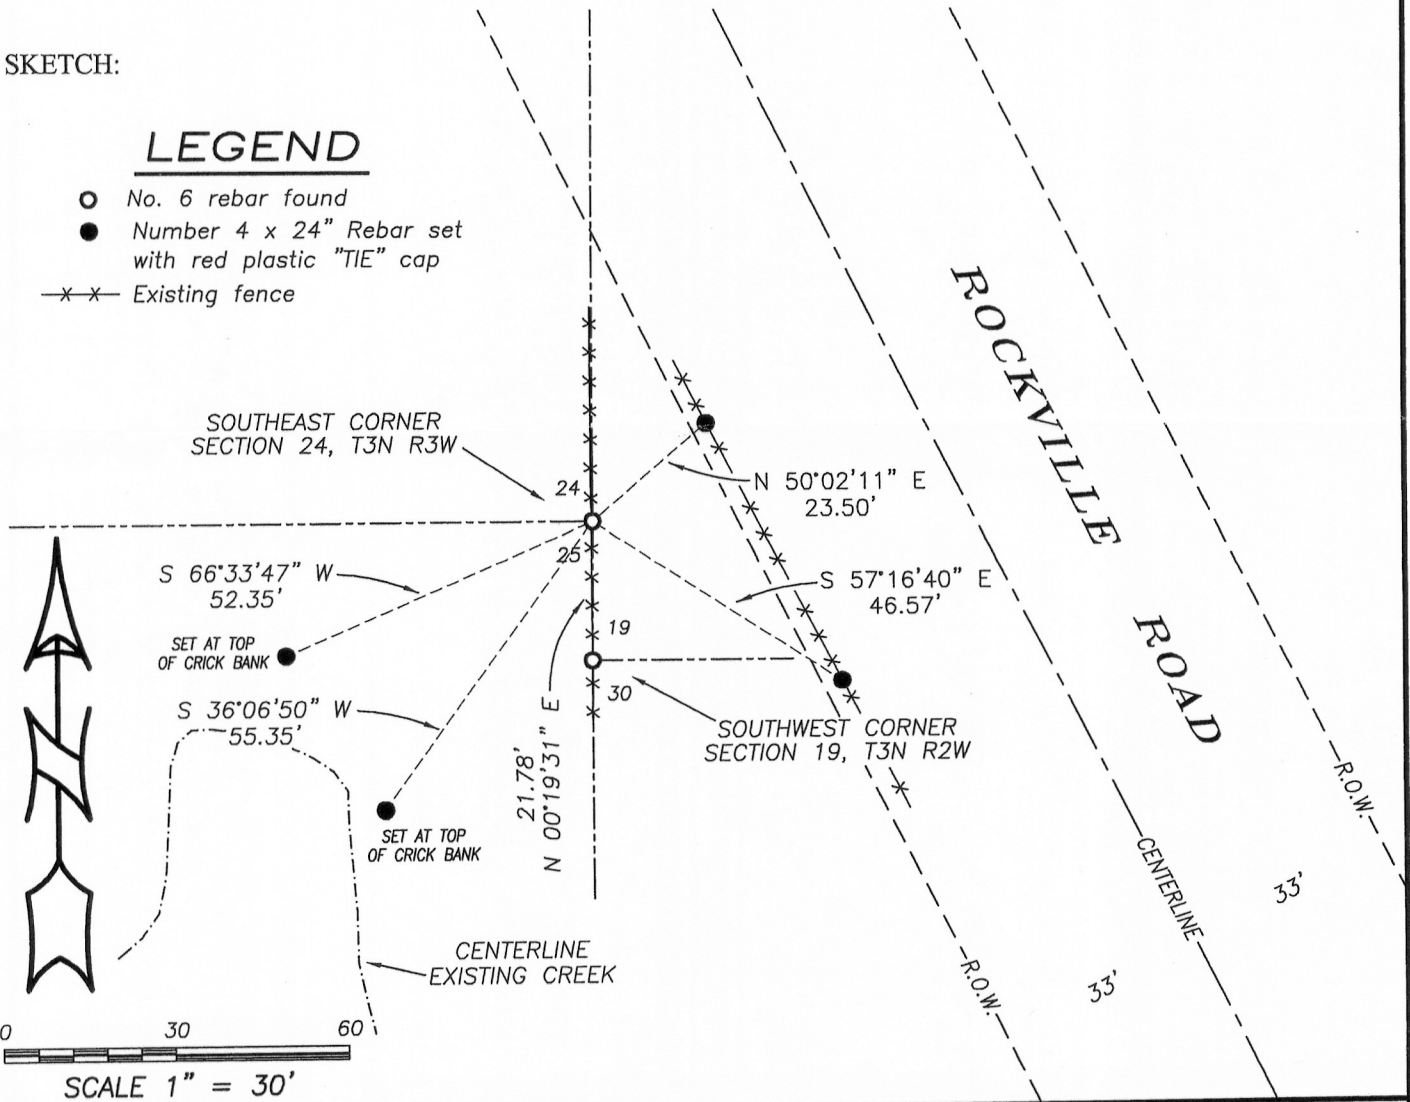 SKETCH:
LEGEND
No. 6 rebar found
Number 4 x 24" Rebar set
with red plastic "TIE" cap
Existing fence
SOUTHEAST CORNER
SECTION 24, T3N R3W
24
25
N 50°02'11" E
23.50'
S 57°16'40" E
46.57'
S 66°33'47" W
52.35'
SET AT TOP
OF CRICK BANK
19
30
S 36°06'50" W
55.35'
SET AT TOP
OF CRICK BANK
21.78'
N 00°19'31" E
SOUTHWEST CORNER
SECTION 19, T3N R2W
ROCKVILLE ROAD
R.O.W.
CENTERLINE
33'
33'
R.O.W.
CENTERLINE
EXISTING CREEK
N
0 30 60
SCALE 1" = 30'